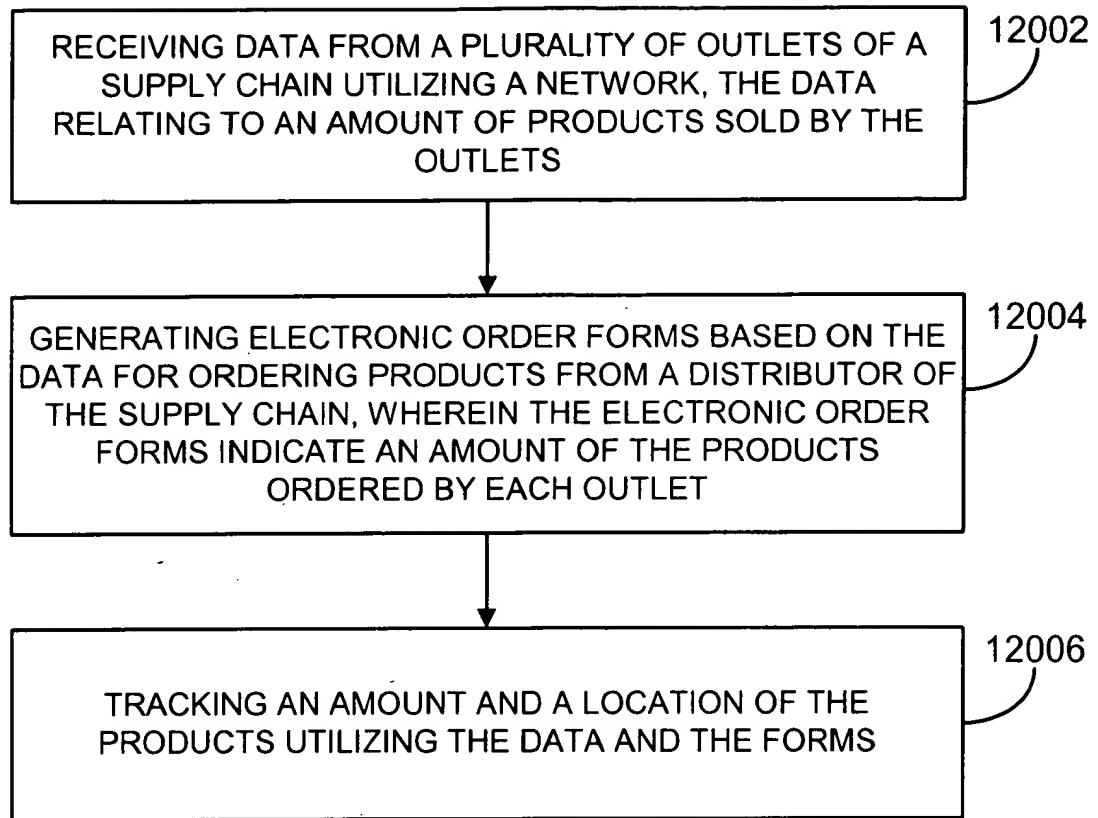 RECEIVING DATA FROM A PLURALITY OF OUTLETS OF A
SUPPLY CHAIN UTILIZING A NETWORK, THE DATA
RELATING TO AN AMOUNT OF PRODUCTS SOLD BY THE
OUTLETS
12002
GENERATING ELECTRONIC ORDER FORMS BASED ON THE
DATA FOR ORDERING PRODUCTS FROM A DISTRIBUTOR OF
THE SUPPLY CHAIN, WHEREIN THE ELECTRONIC ORDER
FORMS INDICATE AN AMOUNT OF THE PRODUCTS
ORDERED BY EACH OUTLET
12004
TRACKING AN AMOUNT AND A LOCATION OF THE
PRODUCTS UTILIZING THE DATA AND THE FORMS
12006